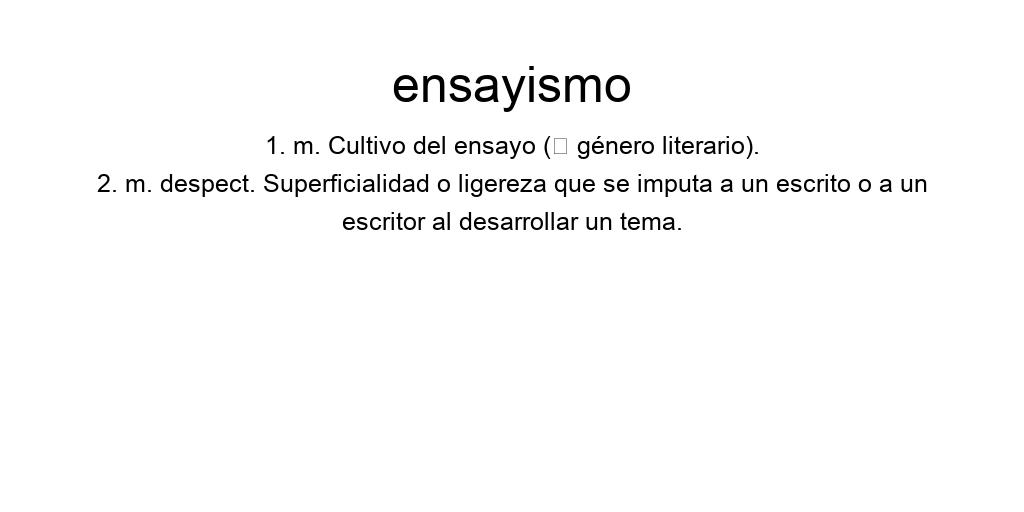 ensayismo
1. m. Cultivo del ensayo (□ género literario).
2. m. despect. Superficialidad o ligereza que se imputa a un escrito o a un
escritor al desarrollar un tema.